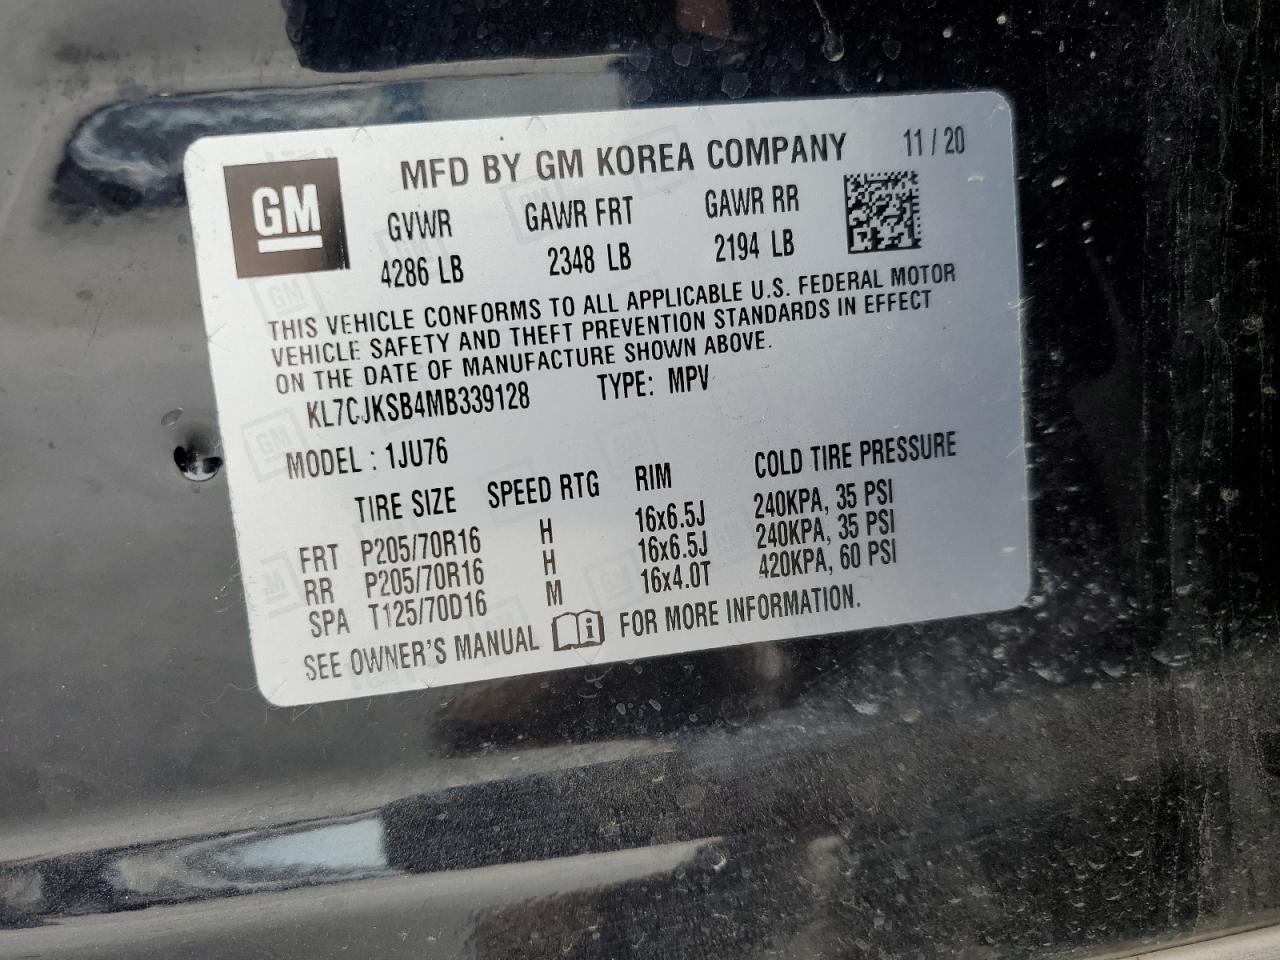 GM
MFD BY GM KOREA COMPANY 11 / 20
GVWR GAWR FRT GAWR RR
4286 LB 2348 LB 2194 LB
THIS VEHICLE CONFORMS TO ALL APPLICABLE U.S. FEDERAL MOTOR
VEHICLE SAFETY AND THEFT PREVENTION STANDARDS IN EFFECT
ON THE DATE OF MANUFACTURE SHOWN ABOVE.
KL7CJKSB4MB339128 TYPE: MPV
MODEL : 1JU76
TIRE SIZE SPEED RTG RIM COLD TIRE PRESSURE
FRT P205/70R16 H 16x6.5J 240KPA, 35 PSI
RR P205/70R16 H 16x6.5J 240KPA, 35 PSI
SPA T125/70D16 M 16x4.0T 420KPA, 60 PSI
SEE OWNER'S MANUAL i FOR MORE INFORMATION.